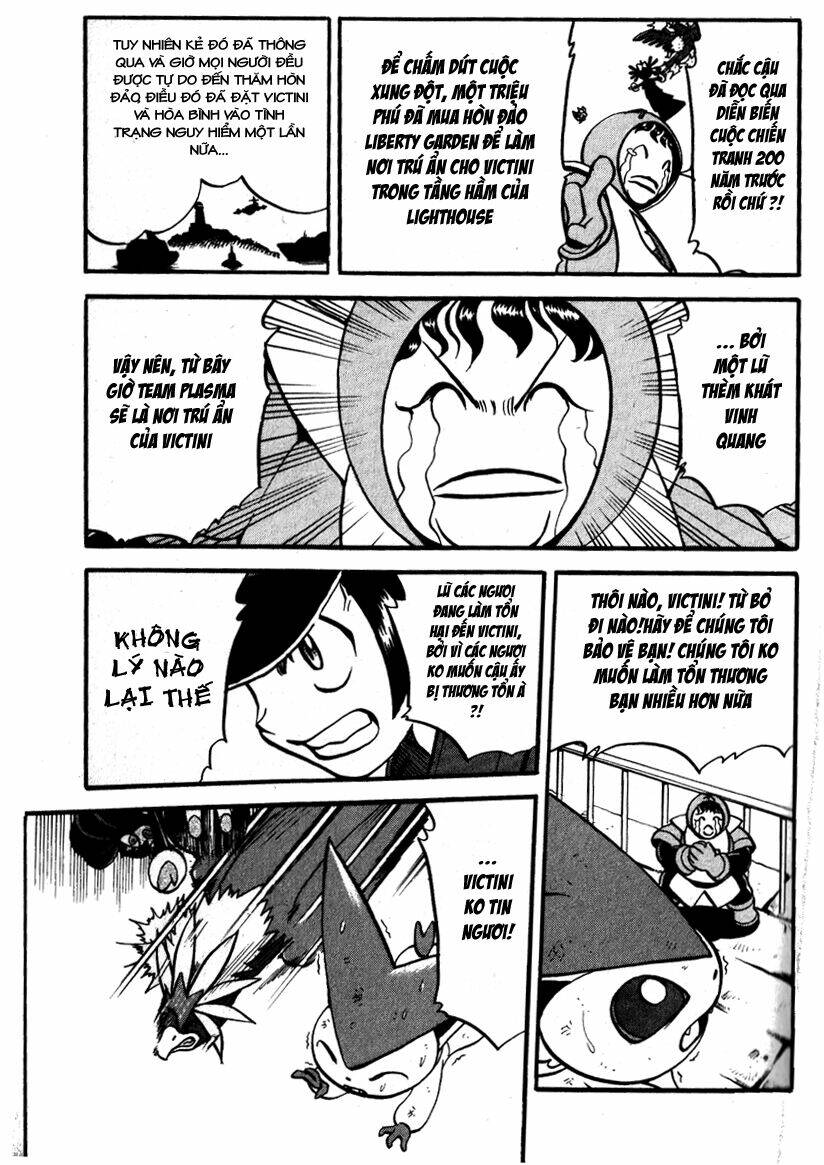 CHẮC CẬU
ĐÃ ĐỌC QUA
DIỄN BIẾN
CUỘC CHIẾN
TRANH 200
NĂM TRƯỚC
RỒI CHỨ ?!
ĐỂ CHẤM DỨT CUỘC
XUNG ĐỘT, MỘT TRIỆU
PHÚ ĐÃ MUA HÒN ĐẢO
LIBERTY GARDEN ĐỂ LÀM
NƠI TRÚ ẨN CHO VICTINI
TRONG TẦNG HẦM CỦA
LIGHTHOUSE
TUY NHIÊN KẺ ĐÓ ĐÃ THÔNG
QUA VÀ GIỜ MỌI NGƯỜI ĐỀU
ĐƯỢC TỰ DO ĐẾN THĂM HÒN
ĐẢO, ĐIỀU ĐÓ ĐÃ ĐẶT VICTINI
VÀ HÒA BÌNH VÀO TÌNH
TRẠNG NGUY HIỂM MỘT LẦN
NỮA...
... BỞI
MỘT LŨ
THÈM KHÁT
VINH
QUANG
VẬY NÊN, TỪ BÂY
GIỜ TEAM PLASMA
SẼ LÀ NƠI TRÚ ẨN
CỦA VICTINI
THÔI NÀO, VICTINI! TỪ BỎ
ĐI NÀO!HÃY ĐỂ CHÚNG TÔI
BẢO VỆ BẠN! CHÚNG TÔI KO
MUỐN LÀM TỔN THƯƠNG
BẠN NHIỀU HƠN NỮA
LŨ CÁC NGƯƠI
ĐANG LÀM TỔN
HẠI ĐẾN VICTINI,
BỞI VÌ CÁC NGƯƠI
KO MUỐN CẬU ẤY
BỊ THƯƠNG TỔN À
?!
KHÔNG
LÝ NÀO
LẠI THẾ
...
VICTINI
KO TIN
NGƯƠI!